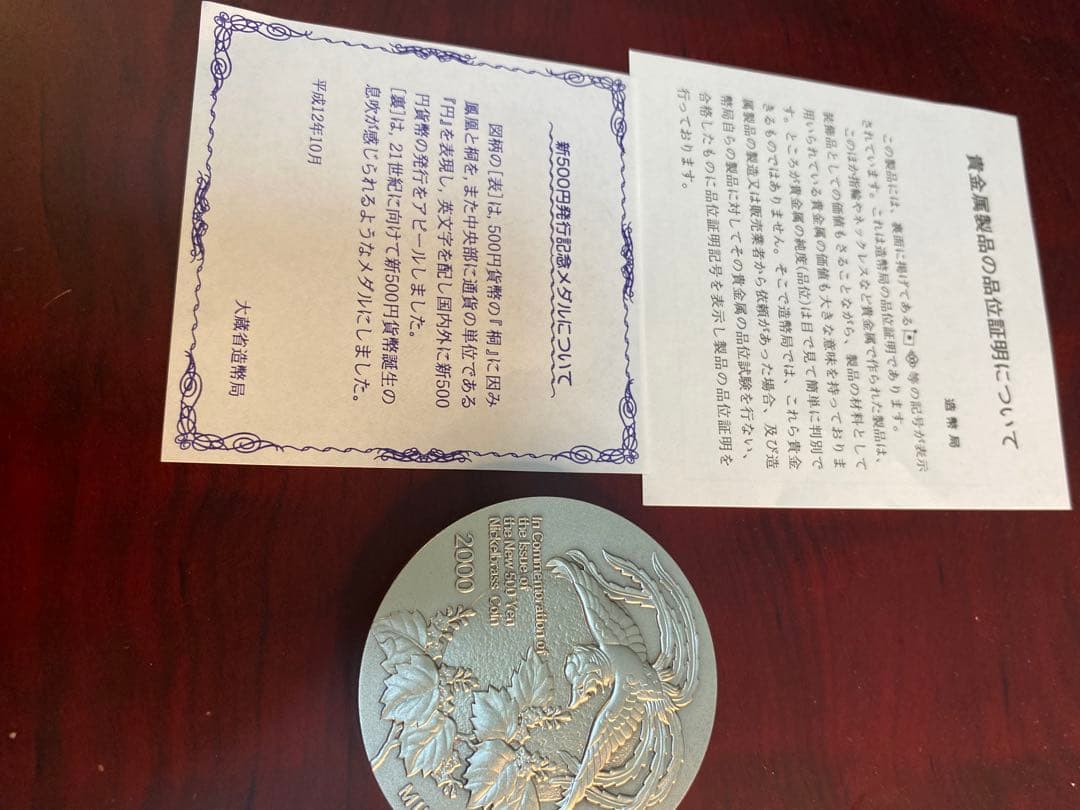 新500円発行記念メダルについて
図柄の[表]は,500円貨幣の『桐』に因み
鳳凰と桐を,また中央部に通貨の単位である
『円』を表現し,英文字を配し国内外に新500
円貨幣の発行をアピールしました。
[裏]は,21世紀に向けて新500円貨幣誕生の
息吹が感じられるようなメダルにしました。
平成12年10月
大蔵省造幣局
貴金属製品の品位証明について
造幣局
この製品には、裏面に掲げてある 等の記号が表示
されています。これは造幣局の品位証明であります。
このほか指輪やネックレスなど貴金属で作られた製品は、
装飾品としての価値もさることながら、製品の材料として
用いられている貴金属の価値も大きな意味を持っておりま
す。ところが貴金属の純度(品位)は目で見て簡単に判別で
きるものではありません。そこで造幣局では、これら貴金
属製品の製造又は販売業者から依頼があった場合、及び造
幣局自らの製品に対してその貴金属の品位試験を行ない、
合格したものに品位証明記号を表示し製品の品位証明を
行っております。
In Commemoration of
the Issue of
the New 500 Yen
Nickelbrass Coin
2000